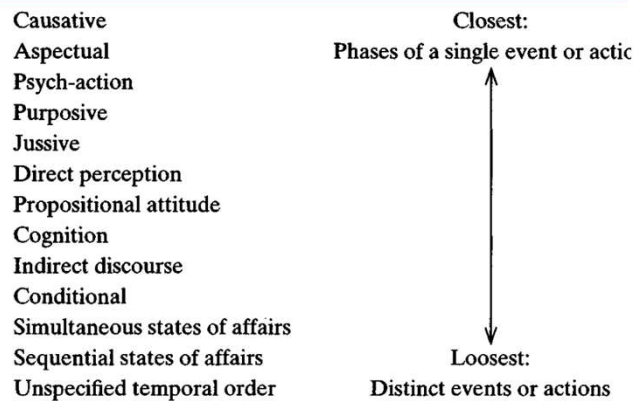 Causative Closest:
Aspectual Phases of a single event or actic
Psych-action
Purposive
Jussive
Direct perception
Propositional attitude
Cognition
Indirect discourse
Conditional
Simultaneous states of affairs
Sequential states of affairs Loosest:
Unspecified temporal order Distinct events or actions